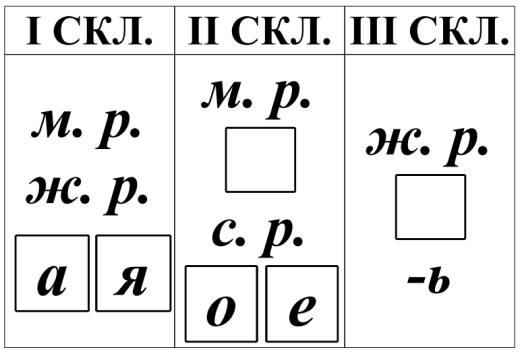 I СКЛ. II СКЛ. III СКЛ.
м. р.
ж. р.
а я
м. р.
с. р.
о е
ж. р.
-ь